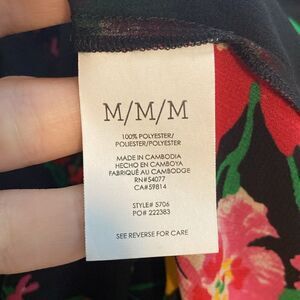 M/M/M
100% POLYESTER/
POLIESTER/POLYESTER
MADE IN CAMBODIA
HECHO EN CAMBOYA
FABRIQUÉ AU CAMBODGE
RN#54077
CA#59814
STYLE# 5706
PO# 222383
SEE REVERSE FOR CARE